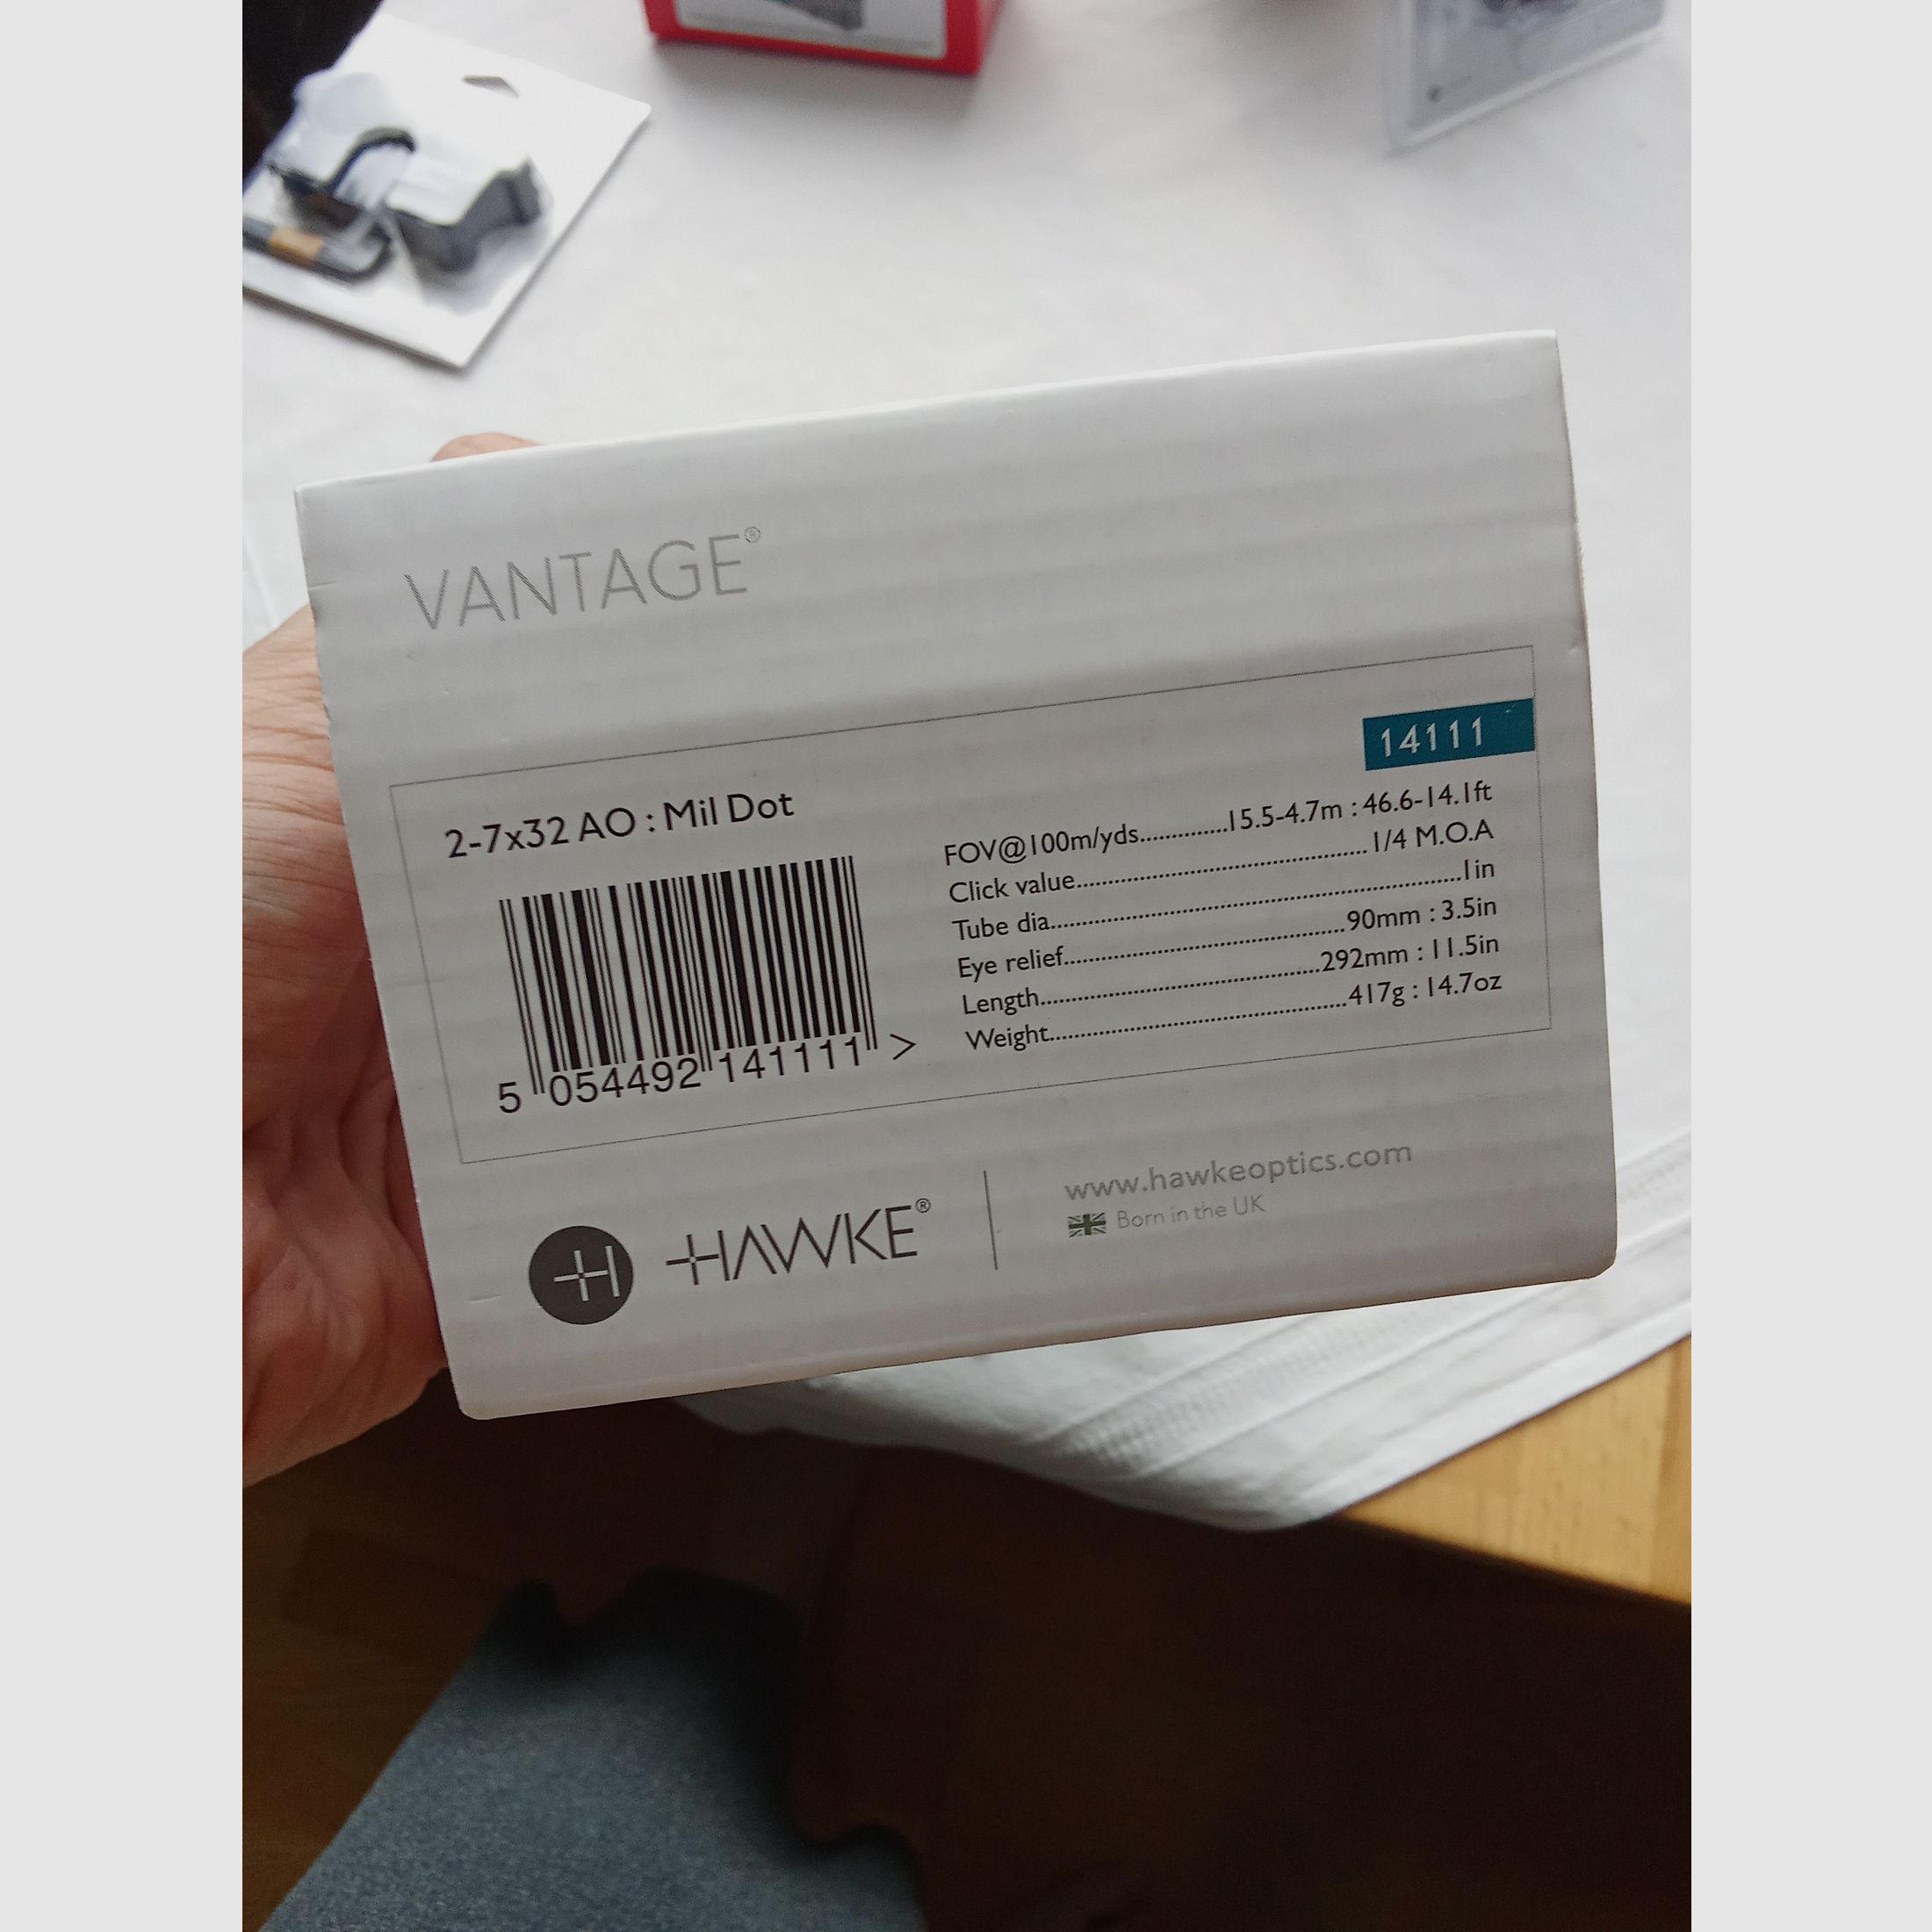 VANTAGE®
14111
2-7x32 AO : Mil Dot
5 054492 141111 >
FOV@100m/yds..............15.5-4.7m : 46.6-14.1ft
Click value..................................................1/4 M.O.A
Tube dia.....................................................................1in
Eye relief...............................................90mm : 3.5in
Length...............................................292mm : 11.5in
Weight..................................................417g : 14.7oz
HAWKE®
www.hawkeoptics.com
Born in the UK